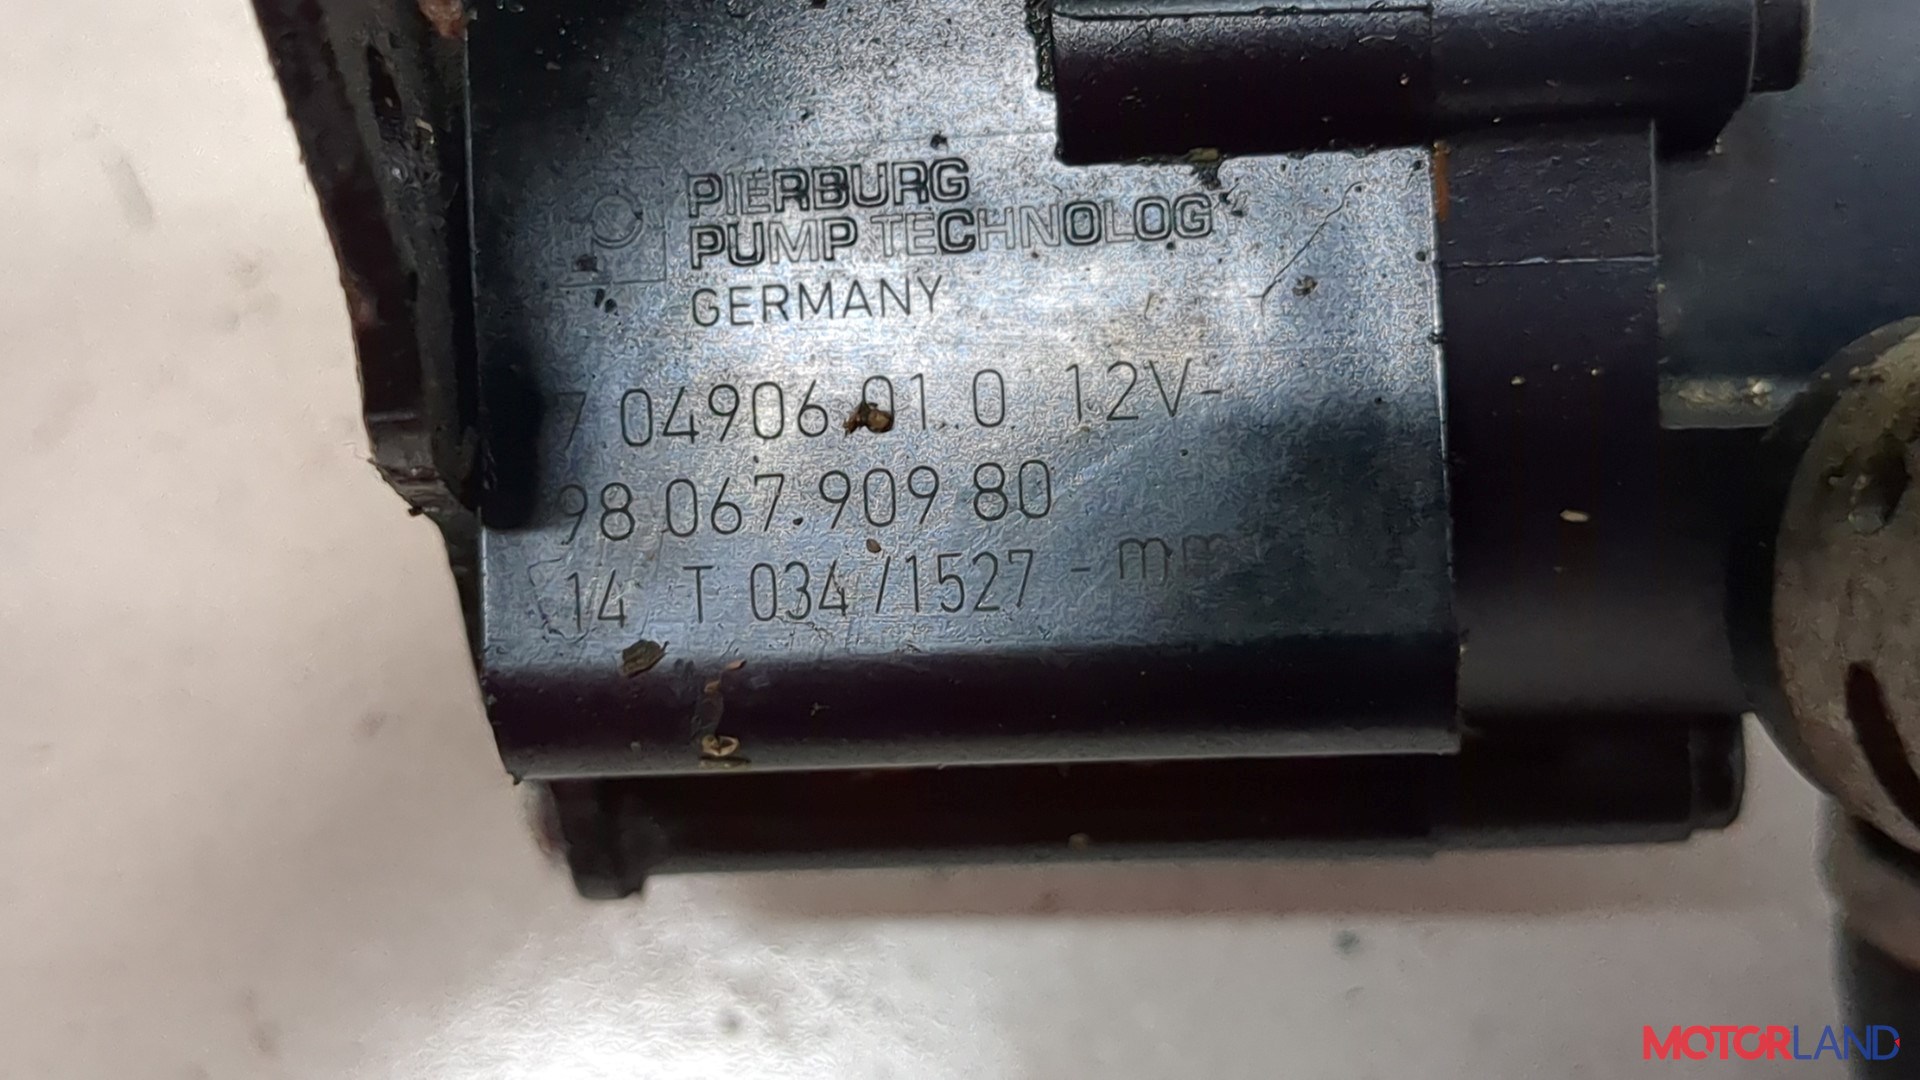 PIERBURG
PUMP TECHNOLOG
GERMANY
7 04906 01 0 12V-
98 067 909 80
14 T 034 /1527 -
MOTORLAND